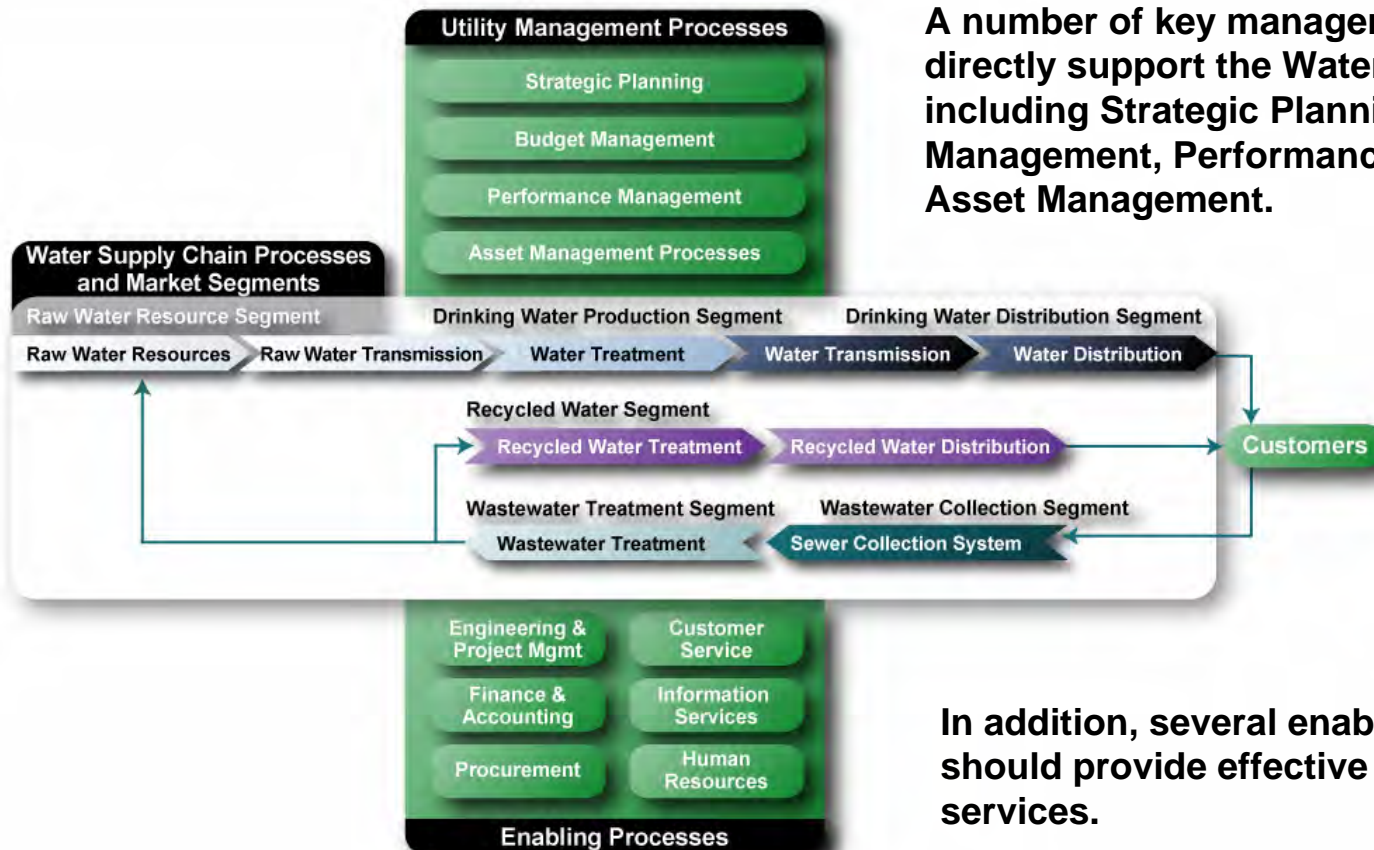 Utility Management Processes
Strategic Planning
Budget Management
Performance Management
Asset Management Processes
A number of key
directly support the Water
including Strategic
Management,
Asset Management.
Water Supply Chain Processes
and Market Segments
Raw Water Resource Segment
Drinking Water Production Segment
Drinking Water Distribution Segment
Raw Water Resources
Raw Water Transmission
Water Treatment
Water Transmission
Water Distribution
Recycled Water Segment
Recycled Water Treatment
Recycled Water Distribution
Customers
Wastewater Treatment Segment
Wastewater Collection Segment
Wastewater Treatment
Sewer Collection System
Engineering &
Project Mgmt
Customer
Service
Finance &
Accounting
Information
Services
Procurement
Human
Resources
Enabling Processes
In addition, several
should provide effective
services.